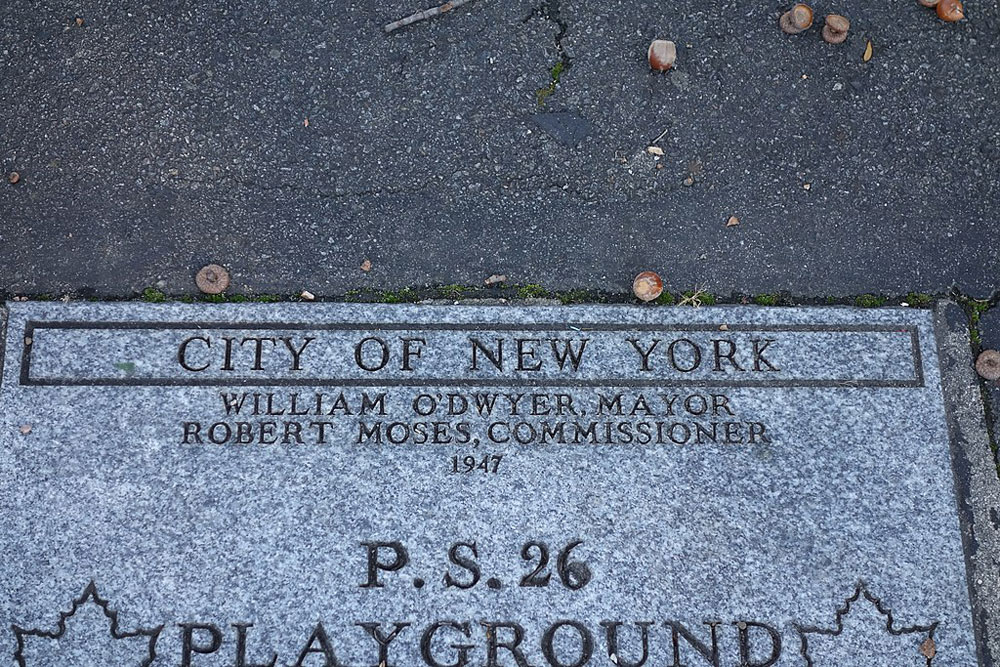 CITY OF NEW YORK
WILLIAM O'DWYER, MAYOR
ROBERT MOSES, COMMISSIONER
1947
P.S. 26
PLAYGROUND